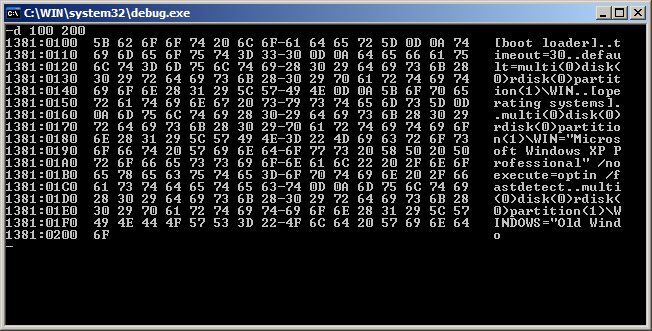 C:\WIN\system32\debug.exe
-d 100 200
1381:0100 5B 62 6F 6F 74 20 6C 6F-61 64 65 72 5D 0D 0A 74 [boot loader]..t
1381:0110 69 6D 65 6F 75 74 3D 33-30 0D 0A 64 65 66 61 75 imeout=30..defau
1381:0120 6C 74 3D 6D 75 6C 74 69-28 30 29 64 69 73 6B 28 lt=multi(0)disk(
1381:0130 30 29 72 64 69 73 6B 28-30 29 70 61 72 74 69 74 0)rdisk(0)partit
1381:0140 69 6F 6E 28 31 29 5C 57-49 4E 0D 0A 5B 6F 70 65 ion(1)\WIN..[ope
1381:0150 72 61 74 69 6E 67 20 73-79 73 74 65 6D 73 5D 0D rating systems].
1381:0160 0A 6D 75 6C 74 69 28 30-29 64 69 73 6B 28 30 29 .multi(0)disk(0)
1381:0170 72 64 69 73 6B 28 30 29-70 61 72 74 69 74 69 6F rdisk(0)partitio
1381:0180 6E 28 31 29 5C 57 49 4E-3D 22 4D 69 63 72 6F 73 n(1)\WIN="Micros
1381:0190 6F 66 74 20 57 69 6E 64-6F 77 73 20 58 50 20 50 oft Windows XP P
1381:01A0 72 6F 66 65 73 73 69 6F-6E 61 6C 22 20 2F 6E 6F rofessional" /no
1381:01B0 65 78 65 63 75 74 65 3D-6F 70 74 69 6E 20 2F 66 execute=optin /f
1381:01C0 61 73 74 64 65 74 65 63-74 0D 0A 6D 75 6C 74 69 astdetect..multi
1381:01D0 28 30 29 64 69 73 6B 28-30 29 72 64 69 73 6B 28 (0)disk(0)rdisk(
1381:01E0 30 29 70 61 72 74 69 74-69 6F 6E 28 31 29 5C 57 0)partition(1)\W
1381:01F0 49 4E 44 4F 57 53 3D 22-4F 6C 64 20 57 69 6E 64 INDOWS="Old Wind
1381:0200 6F o
-